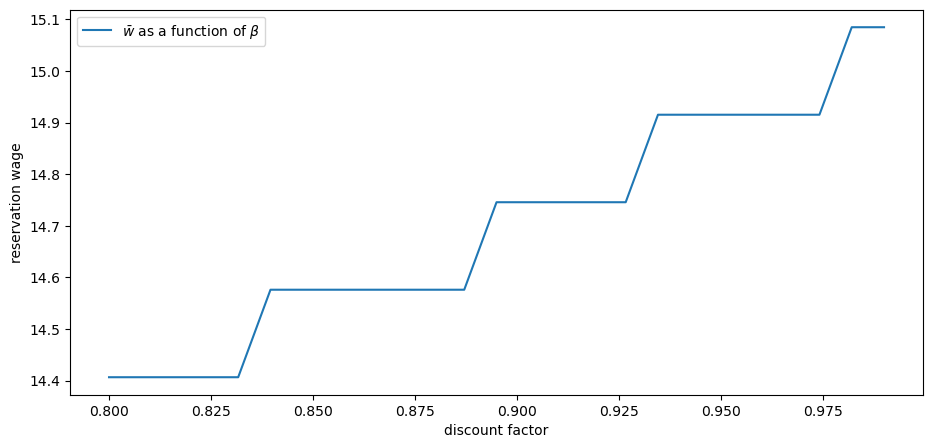 w̄ as a function of β
reservation wage
15.1
15.0
14.9
14.8
14.7
14.6
14.5
14.4
0.800 0.825 0.850 0.875 0.900 0.925 0.950 0.975
discount factor